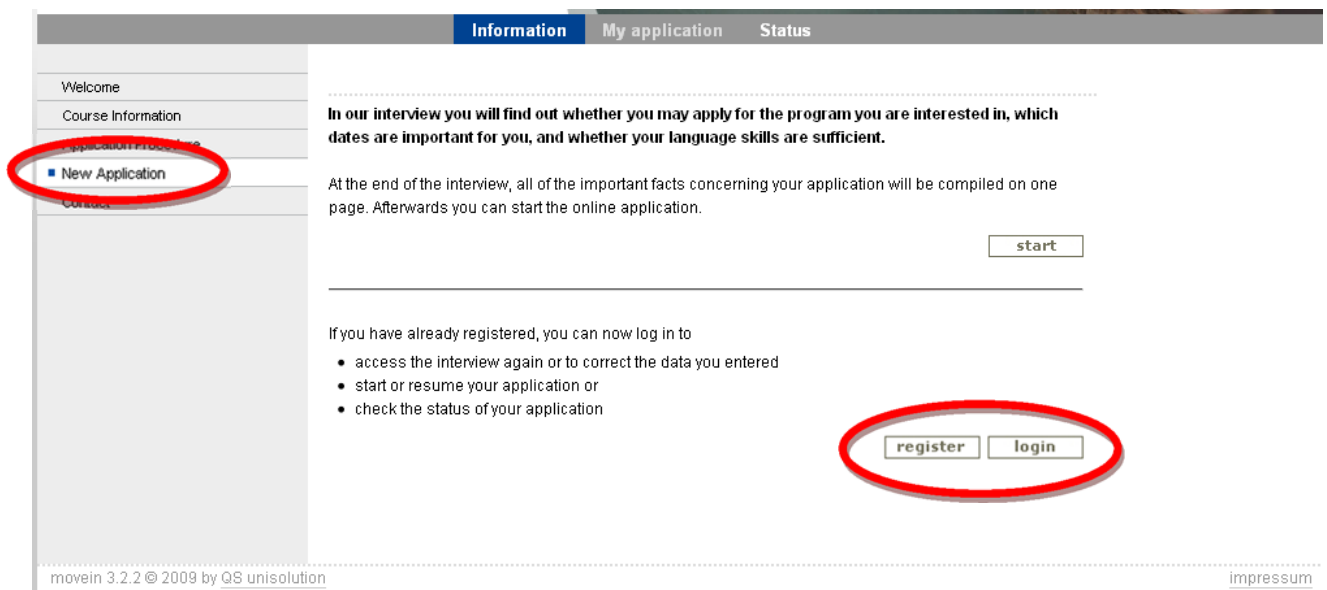 Information My application Status
Welcome
Course Information
Application Procedure
New Application
Contact
In our interview you will find out whether you may apply for the program you are interested in, which
dates are important for you, and whether your language skills are sufficient.
At the end of the interview, all of the important facts concerning your application will be compiled on one
page. Afterwards you can start the online application.
start
If you have already registered, you can now log in to
• access the interview again or to correct the data you entered
• start or resume your application or
• check the status of your application
register login
movein 3.2.2 © 2009 by QS unisolution impressum